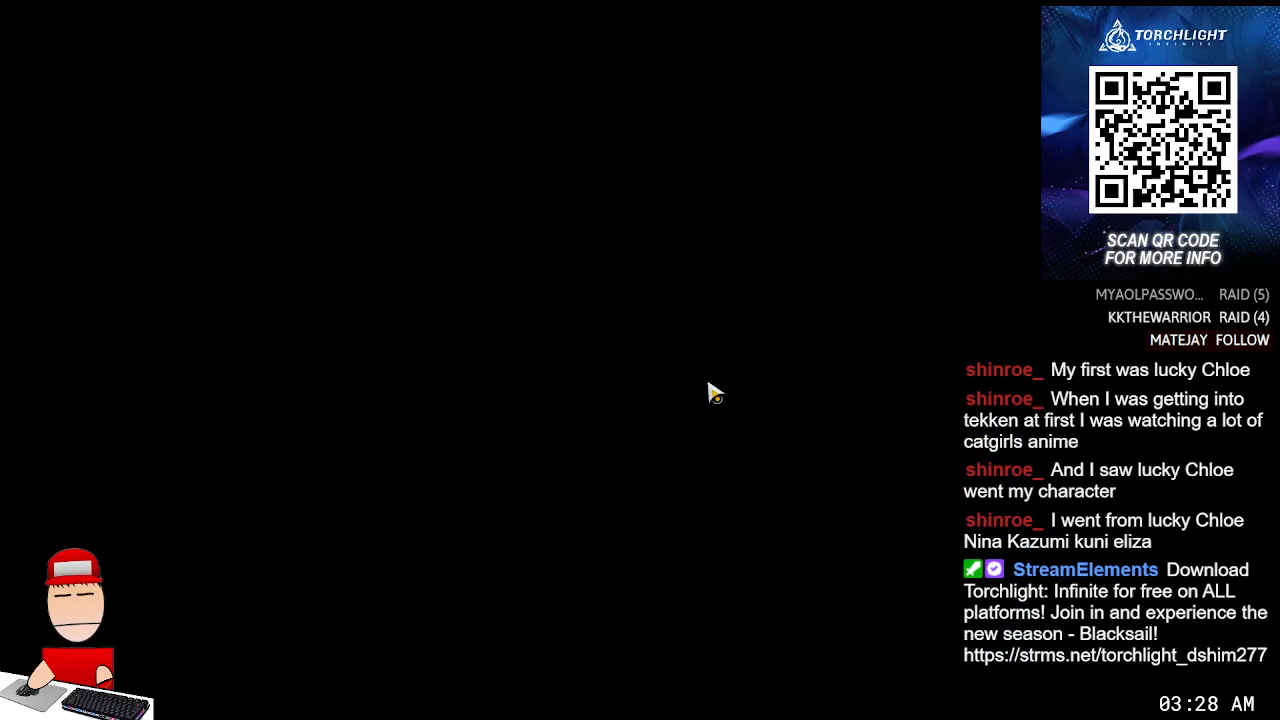 TORCHLIGHT
INFINITE
SCAN QR CODE
FOR MORE INFO
MYAOLPASSWO... RAID (5)
KKTHEWARRIOR RAID (4)
MATEJAY FOLLOW
shinroe_ My first was lucky Chloe
shinroe_ When I was getting into
tekken at first I was watching a lot of
catgirls anime
shinroe_ And I saw lucky Chloe
went my character
shinroe_ I went from lucky Chloe
Nina Kazumi kuni eliza
StreamElements Download
Torchlight: Infinite for free on ALL
platforms! Join in and experience the
new season - Blacksail!
https://strms.net/torchlight_dshim277
03:28 AM